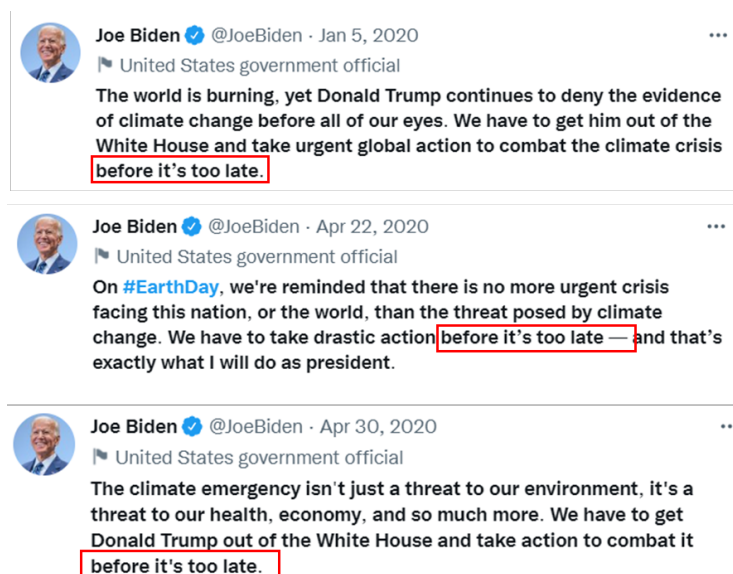 Joe Biden @JoeBiden · Jan 5, 2020
United States government official
The world is burning, yet Donald Trump continues to deny the evidence
of climate change before all of our eyes. We have to get him out of the
White House and take urgent global action to combat the climate crisis
before it’s too late.
Joe Biden @JoeBiden · Apr 22, 2020
United States government official
On #EarthDay, we're reminded that there is no more urgent crisis
facing this nation, or the world, than the threat posed by climate
change. We have to take drastic action before it’s too late — and that’s
exactly what I will do as president.
Joe Biden @JoeBiden · Apr 30, 2020
United States government official
The climate emergency isn't just a threat to our environment, it's a
threat to our health, economy, and so much more. We have to get
Donald Trump out of the White House and take action to combat it
before it's too late.